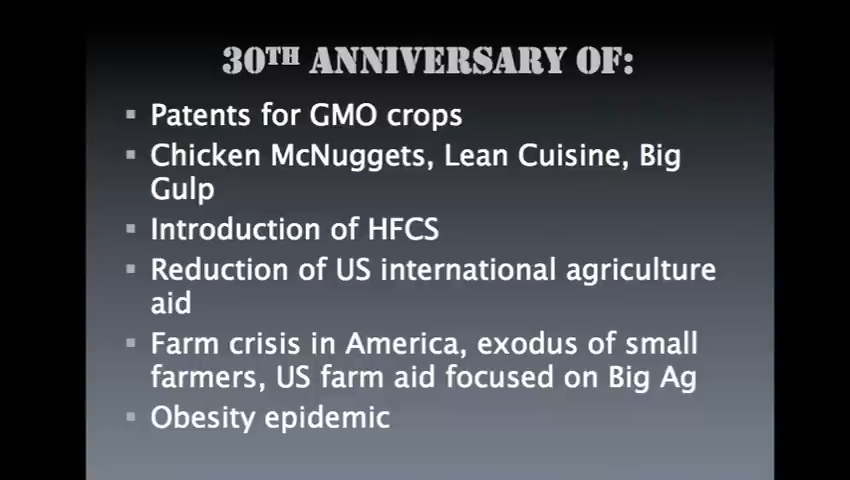 30TH ANNIVERSARY OF:
▪ Patents for GMO crops
▪ Chicken McNuggets, Lean Cuisine, Big
Gulp
▪ Introduction of HFCS
▪ Reduction of US international agriculture
aid
▪ Farm crisis in America, exodus of small
farmers, US farm aid focused on Big Ag
▪ Obesity epidemic